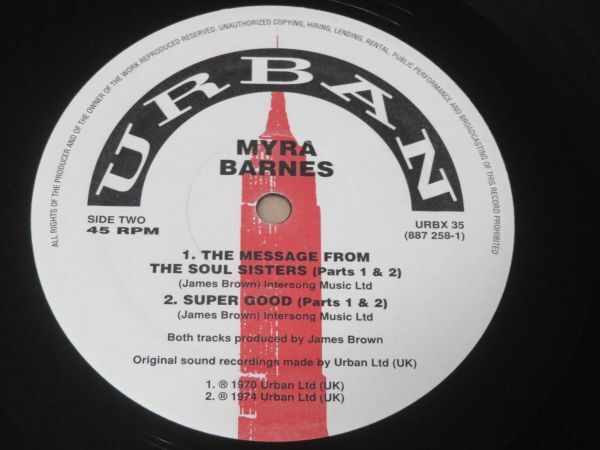 ALL RIGHTS OF THE PRODUCER AND OF THE OWNER OF THE WORK REPRODUCED RESERVED. UNAUTHORIZED COPYING, HIRING, LENDING, RENTAL, PUBLIC PERFORMANCE AND BROADCASTING OF THIS RECORD PROHIBITED
URBAN
MYRA
BARNES
SIDE TWO
45 RPM
URBX 35
(887 258-1)
1. THE MESSAGE FROM
THE SOUL SISTERS (Parts 1 & 2)
(James Brown) Intersong Music Ltd
2. SUPER GOOD (Parts 1 & 2)
(James Brown) Intersong Music Ltd
Both tracks produced by James Brown
Original sound recordings made by Urban Ltd (UK)
1. ℗ 1970 Urban Ltd (UK)
2. ℗ 1974 Urban Ltd (UK)